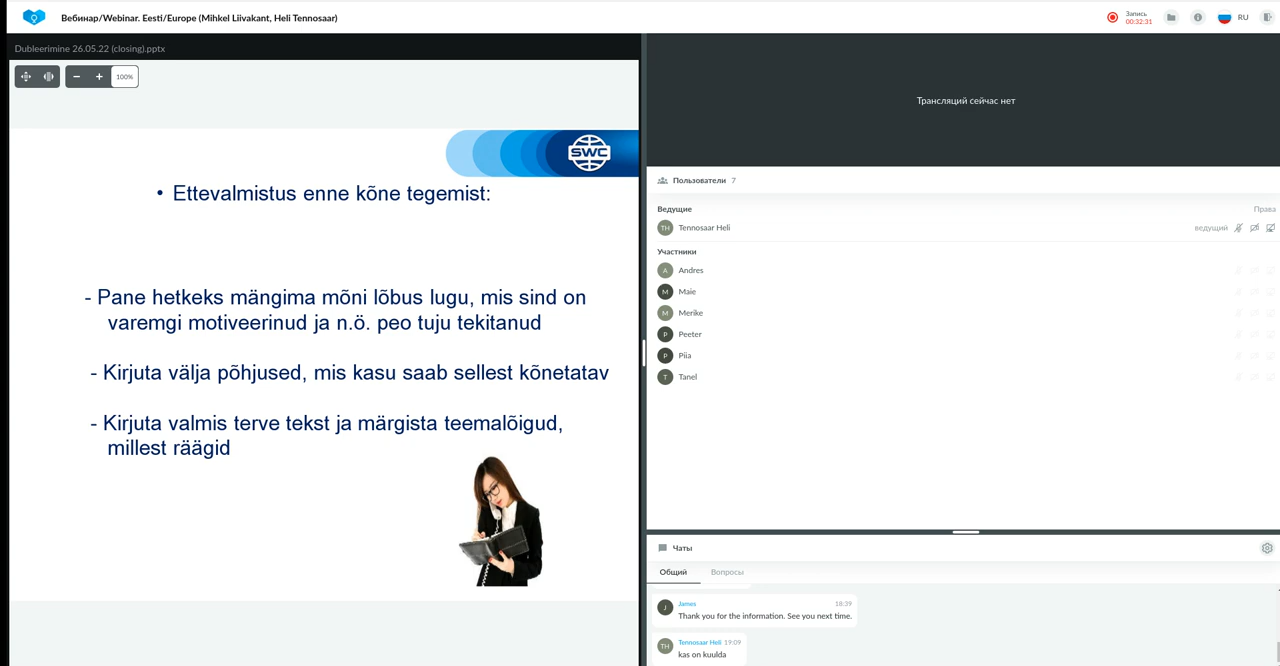 Вебинар/Webinar. Eesti/Europe (Mihkel Liivakant, Heli Tennosaar)
Запись
00:32:31
RU
Dubleerimine 26.05.22 (closing).pptx
100%
SWC
• Ettevalmistus enne kõne tegemist:
- Pane hetkeks mängima mõni lõbus lugu, mis sind on
varemgi motiveerinud ja n.ö. peo tuju tekitanud
- Kirjuta välja põhjused, mis kasu saab sellest kõnetatav
- Kirjuta valmis terve tekst ja märgista teemalõigud,
millest räägid
Трансляций сейчас нет
Пользователи 7
Ведущие Права
TH Tennosaar Heli ведущий
Участники
A Andres
M Maie
M Merike
P Peeter
P Piia
T Tanel
Чаты
Общий Вопросы
J James 18:39
Thank you for the information. See you next time.
TH Tennosaar Heli 19:09
kas on kuulda